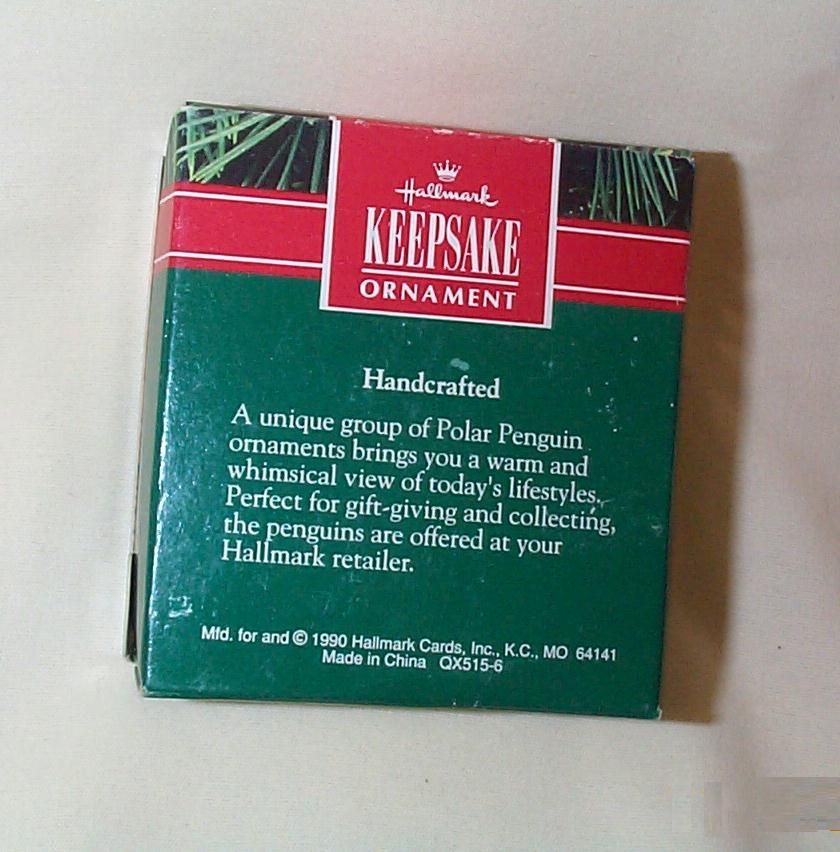 Hallmark
KEEPSAKE
ORNAMENT
Handcrafted
A unique group of Polar Penguin
ornaments brings you a warm and
whimsical view of today's lifestyles.
Perfect for gift-giving and collecting,
the penguins are offered at your
Hallmark retailer.
Mfd. for and © 1990 Hallmark Cards, Inc., K.C., MO 64141
Made in China QX515-6